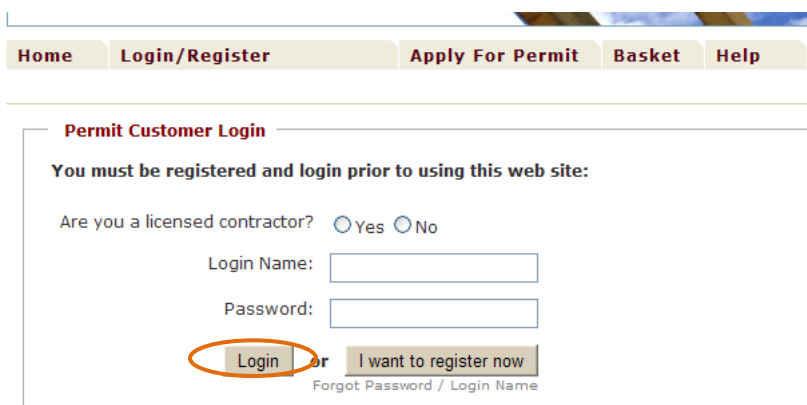 Home Login/Register Apply For Permit Basket Help
Permit Customer Login
You must be registered and login prior to using this web site:
Are you a licensed contractor? Yes No
Login Name:
Password:
Login or I want to register now
Forgot Password / Login Name